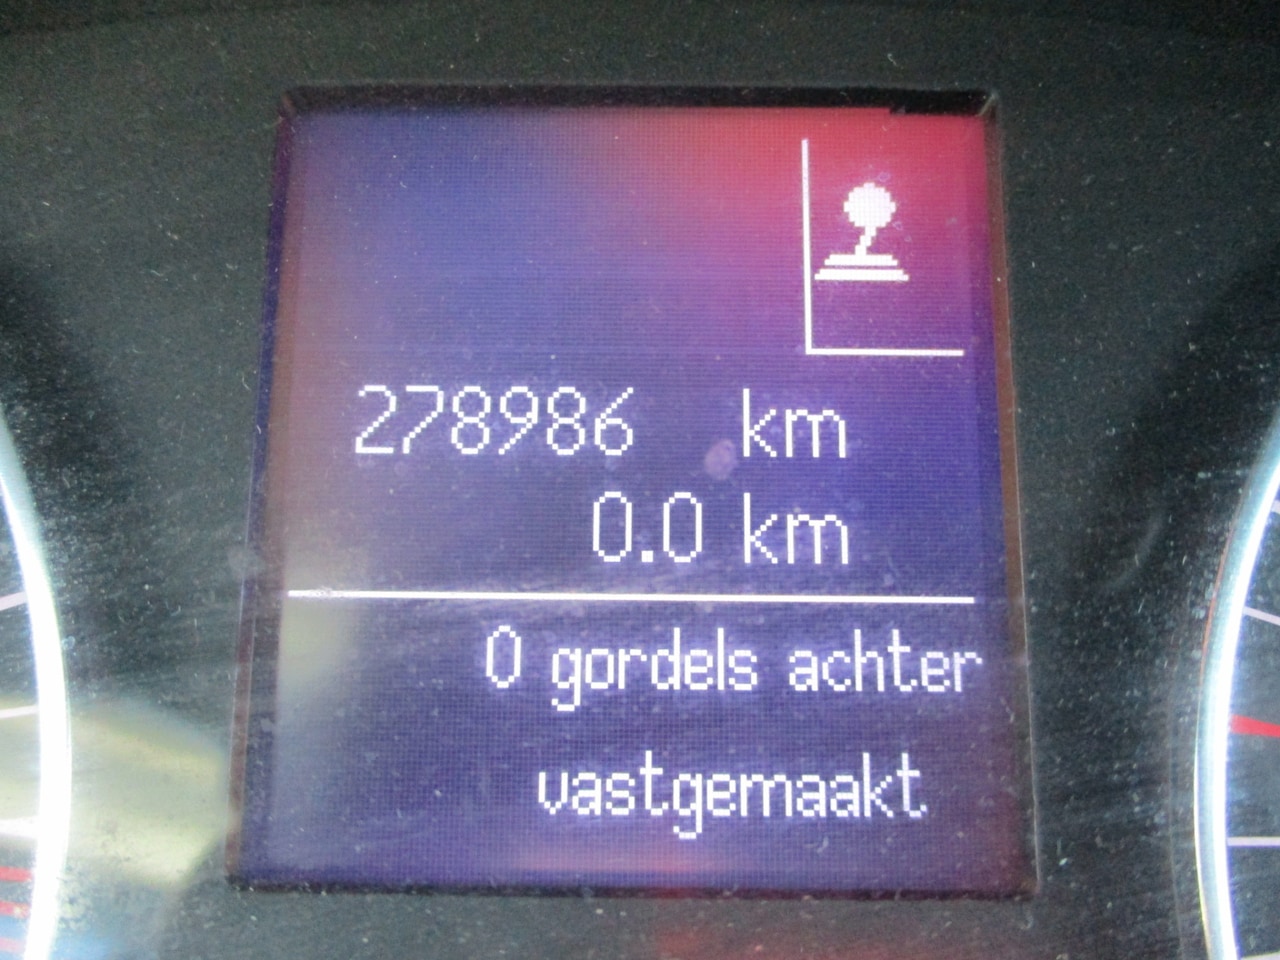 278986 km
0.0 km
0 gordels achter
vastgemaakt